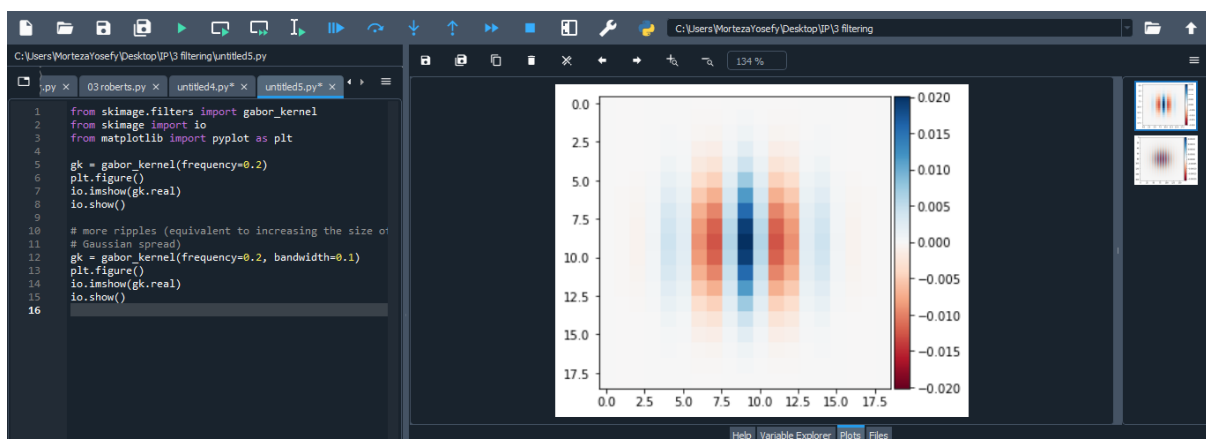 C:\Users\MortezaYosefy\Desktop\IP\3 filtering
C:\Users\MortezaYosefy\Desktop\IP\3 filtering\untitled5.py
.py × 03 roberts.py × untitled4.py* × untitled5.py* ×
134 %
1 from skimage.filters import gabor_kernel
2 from skimage import io
3 from matplotlib import pyplot as plt
4
5 gk = gabor_kernel(frequency=0.2)
6 plt.figure()
7 io.imshow(gk.real)
8 io.show()
9
10 # more ripples (equivalent to increasing the size of
11 # Gaussian spread)
12 gk = gabor_kernel(frequency=0.2, bandwidth=0.1)
13 plt.figure()
14 io.imshow(gk.real)
15 io.show()
16
0.0
2.5
5.0
7.5
10.0
12.5
15.0
17.5
0.0 2.5 5.0 7.5 10.0 12.5 15.0 17.5
0.020
0.015
0.010
0.005
0.000
−0.005
−0.010
−0.015
−0.020
Help Variable Explorer Plots Files